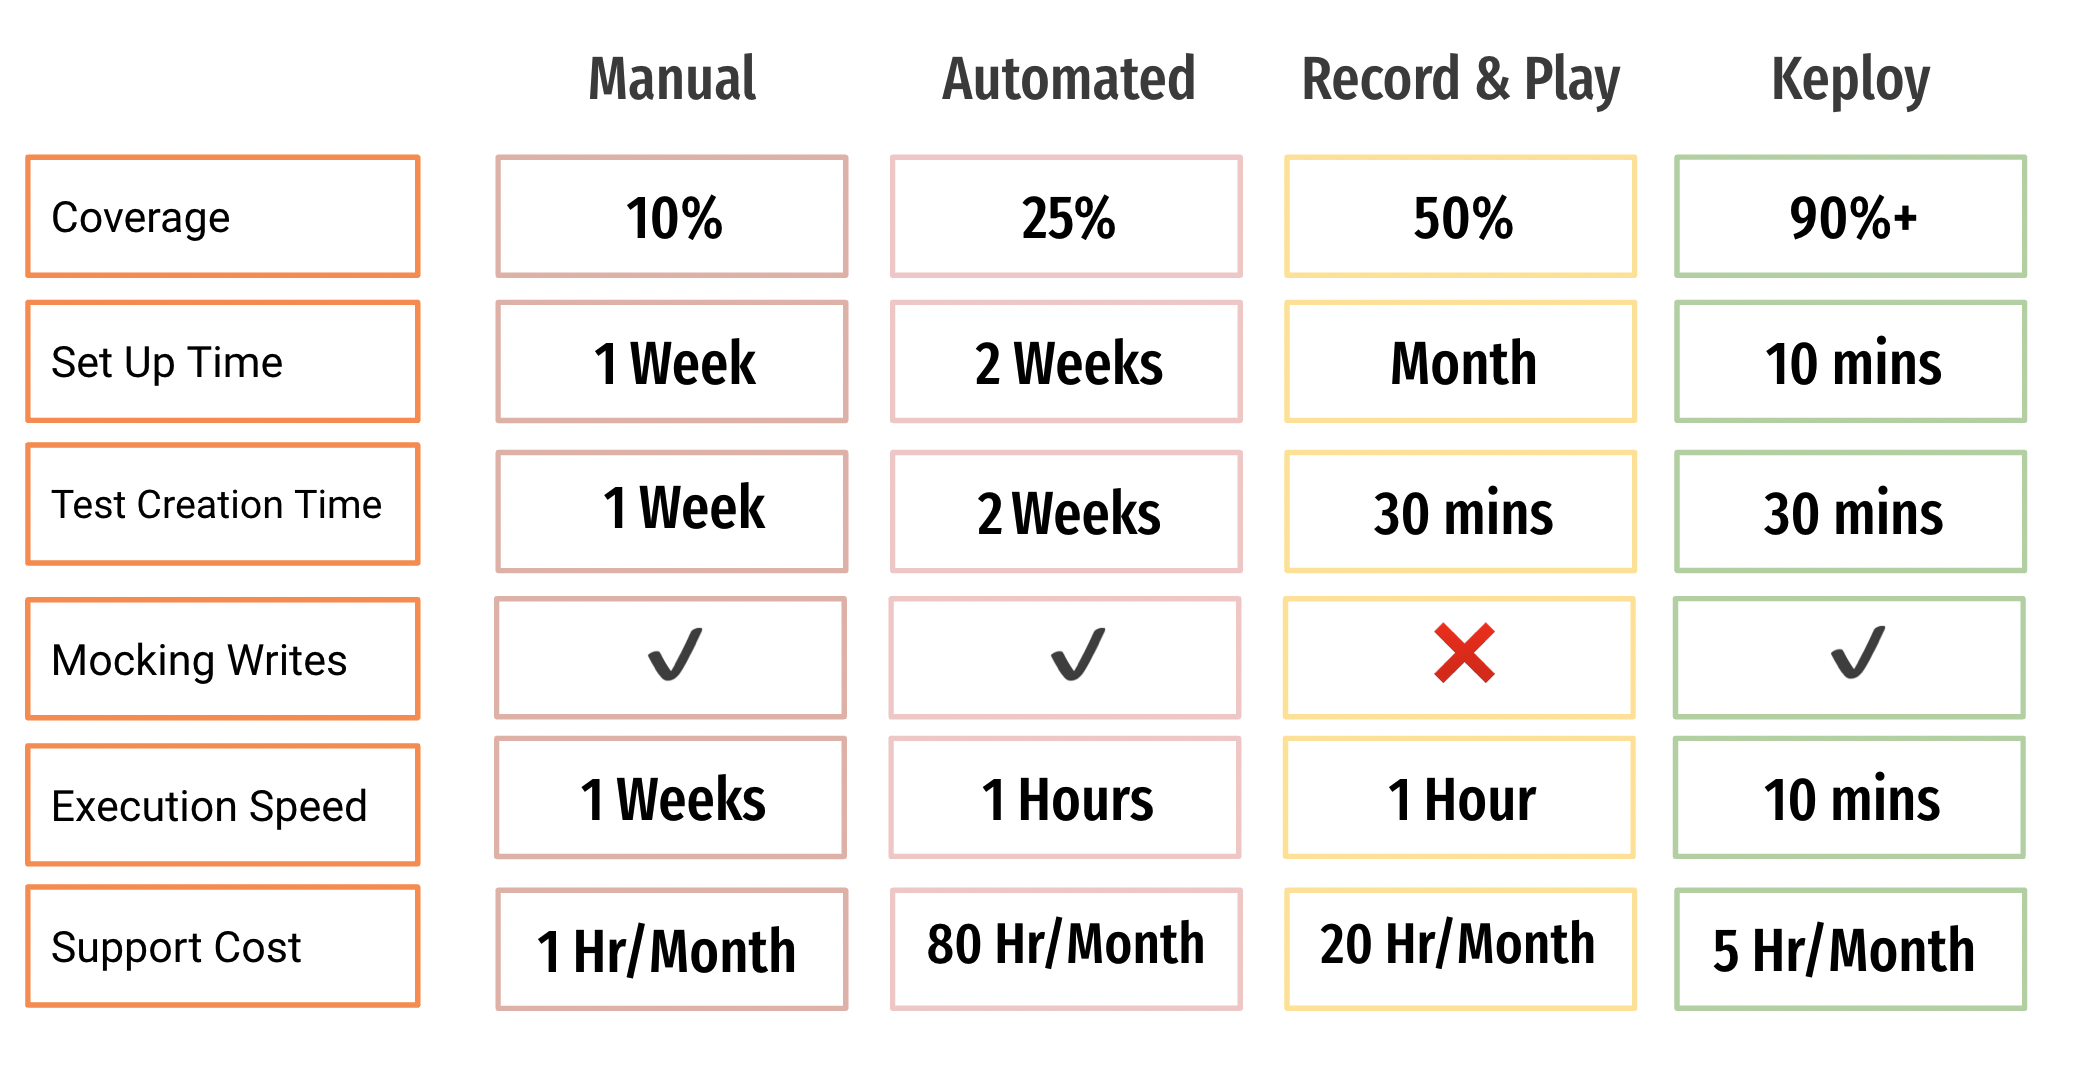 Manual Automated Record & Play Keploy
Coverage 10% 25% 50% 90%+
Set Up Time 1 Week 2 Weeks Month 10 mins
Test Creation Time 1 Week 2 Weeks 30 mins 30 mins
Mocking Writes ✔ ✔ ❌ ✔
Execution Speed 1 Weeks 1 Hours 1 Hour 10 mins
Support Cost 1 Hr/Month 80 Hr/Month 20 Hr/Month 5 Hr/Month